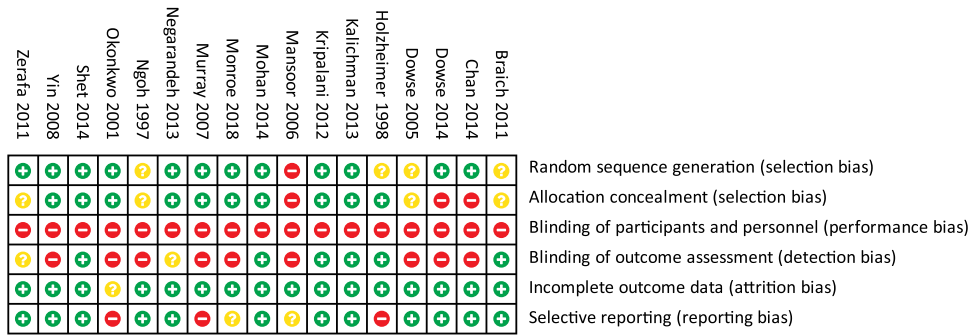 Zerafa 2011
Yin 2008
Shet 2014
Okonkwo 2001
Ngoh 1997
Negarandeh 2013
Murray 2007
Monroe 2018
Mohan 2014
Mansoor 2006
Kripalani 2012
Kalichman 2013
Holzheimer 1998
Dowse 2005
Dowse 2014
Chan 2014
Braich 2011
+ + + + ? + + + + - + + ? ? + + ? Random sequence generation (selection bias)
? + + + ? + + + + - + + + ? - - ? Allocation concealment (selection bias)
- - - - - - - - - - - - - - - - - Blinding of participants and personnel (performance bias)
? - + - - ? - - + - + + + - - - + Blinding of outcome assessment (detection bias)
+ + + ? + + + + + + + + + + + + + Incomplete outcome data (attrition bias)
+ + + - + + - ? + ? + + - + + + + Selective reporting (reporting bias)